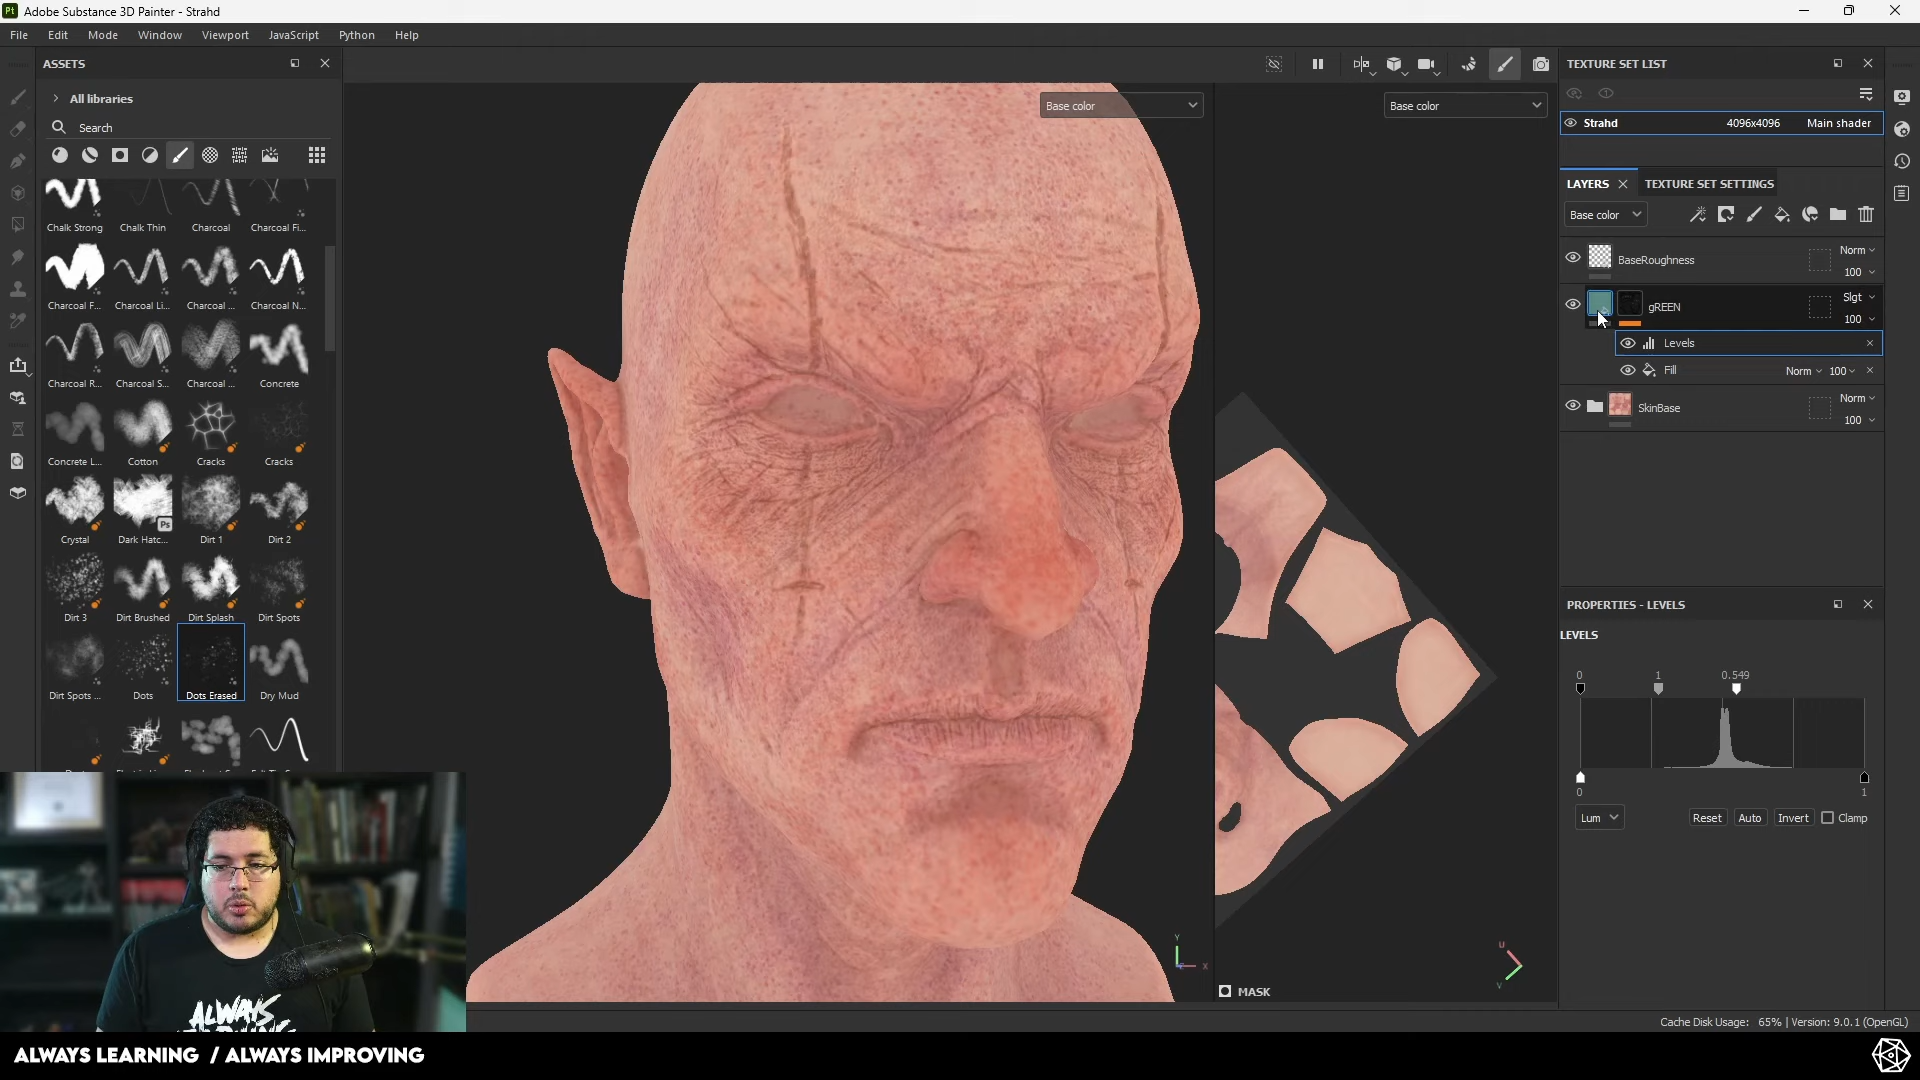 Pt Adobe Substance 3D Painter - Strahd
File Edit Mode Window Viewport JavaScript Python Help
ASSETS
All libraries
Search
Chalk Strong Chalk Thin Charcoal Charcoal Fi...
Charcoal F... Charcoal Li... Charcoal ... Charcoal N...
Charcoal R... Charcoal S... Charcoal ... Concrete
Concrete L... Cotton Cracks Cracks
Ps
Crystal Dark Hatc... Dirt 1 Dirt 2
Dirt 3 Dirt Brushed Dirt Splash Dirt Spots
Dirt Spots ... Dots Dots Erased Dry Mud
Base color
Base color
MASK
TEXTURE SET LIST
Strahd 4096x4096 Main shader
LAYERS TEXTURE SET SETTINGS
Base color
BaseRoughness Norm
100
gREEN Slgt
100
Levels
Fill Norm 100
SkinBase Norm
100
PROPERTIES - LEVELS
LEVELS
0 1 0.549
0 1
Lum Reset Auto Invert Clamp
Cache Disk Usage: 65% | Version: 9.0.1 (OpenGL)
Y
X
U
V
ALWAYS
LEARNING
ALWAYS LEARNING / ALWAYS IMPROVING